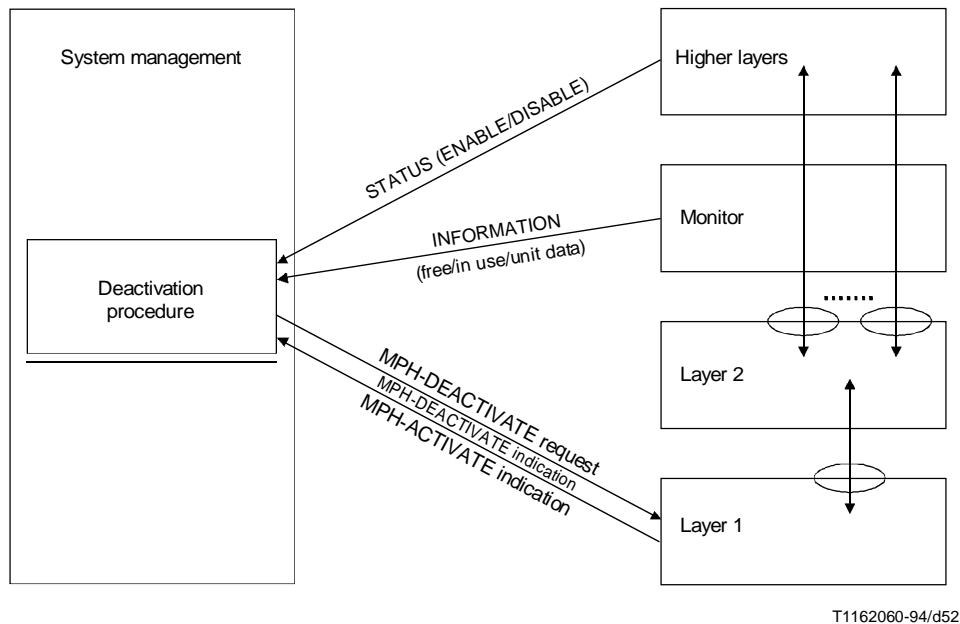 System management
Higher layers
STATUS (ENABLE/DISABLE)
Monitor
INFORMATION
(free/in use/unit data)
Deactivation
procedure
MPH-DEACTIVATE request
MPH-DEACTIVATE indication
MPH-ACTIVATE indication
Layer 2
Layer 1
T1162060-94/d52